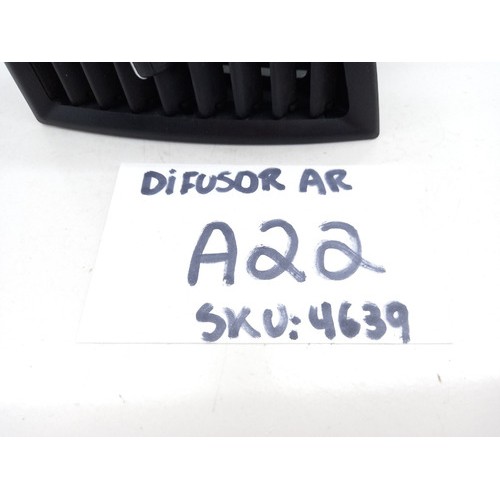 DiFUSOR AR
A22
SKU: 4639